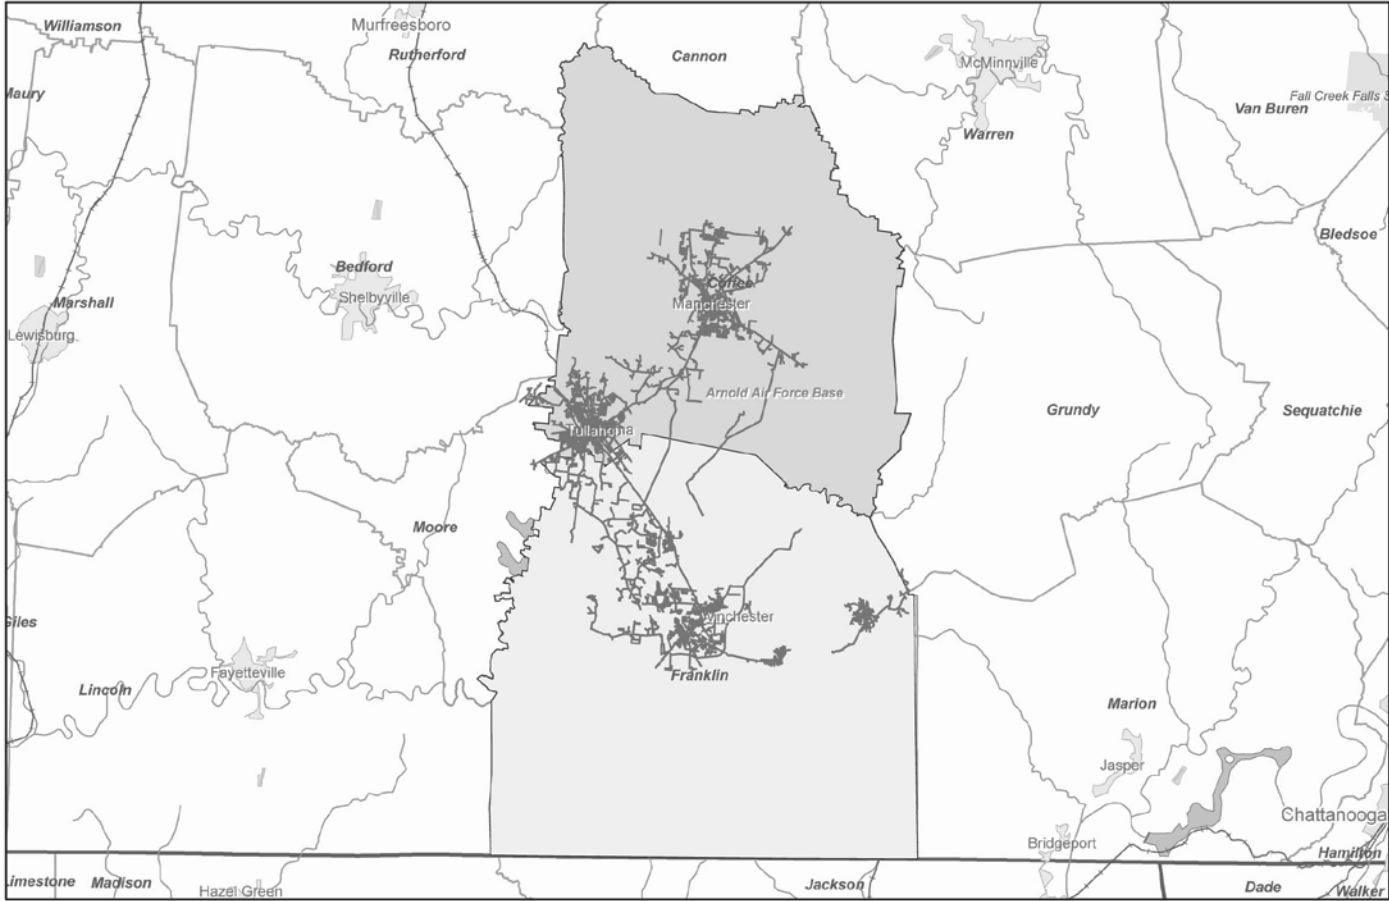 Williamson
Murfreesboro
Rutherford
Cannon
McMinnville
Maury
Fall Creek Falls S
Van Buren
Warren
Bledsoe
Bedford
Shelbyville
Coffee
Manchester
Marshall
Lewisburg
Arnold Air Force Base
Grundy
Sequatchie
Tullahoma
Moore
Giles
Winchester
Fayetteville
Franklin
Lincoln
Marion
Jasper
Chattanooga
Bridgeport
Hamilton
Limestone
Madison
Hazel Green
Jackson
Dade
Walker